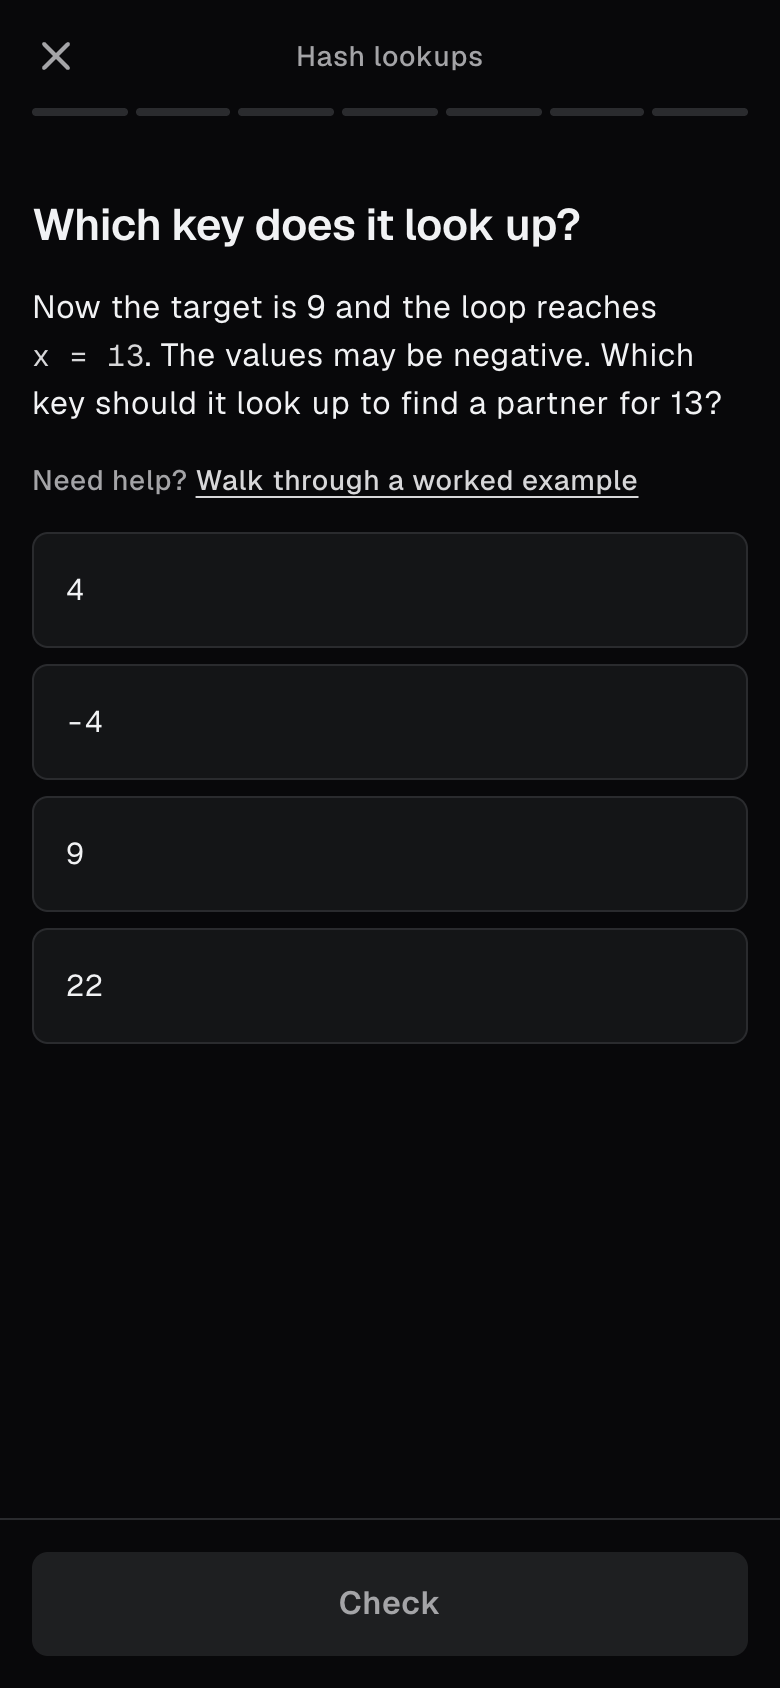 Hash lookups
Which key does it look up?
Now the target is 9 and the loop reaches
x = 13. The values may be negative. Which
key should it look up to find a partner for 13?
Need help? Walk through a worked example
4
-4
9
22
Check